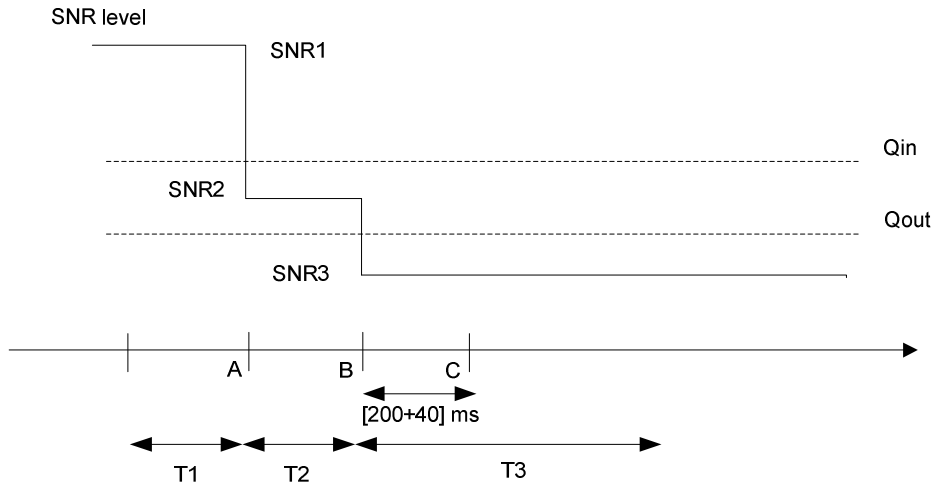 SNR level
SNR1
Qin
SNR2
Qout
SNR3
A
B
C
[200+40] ms
T1
T2
T3